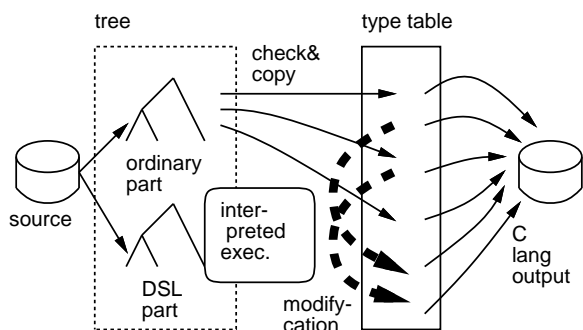 tree
type table
check&
copy
ordinary
part
source
inter-
preted
exec.
C
lang
output
DSL
part
modify-
cation